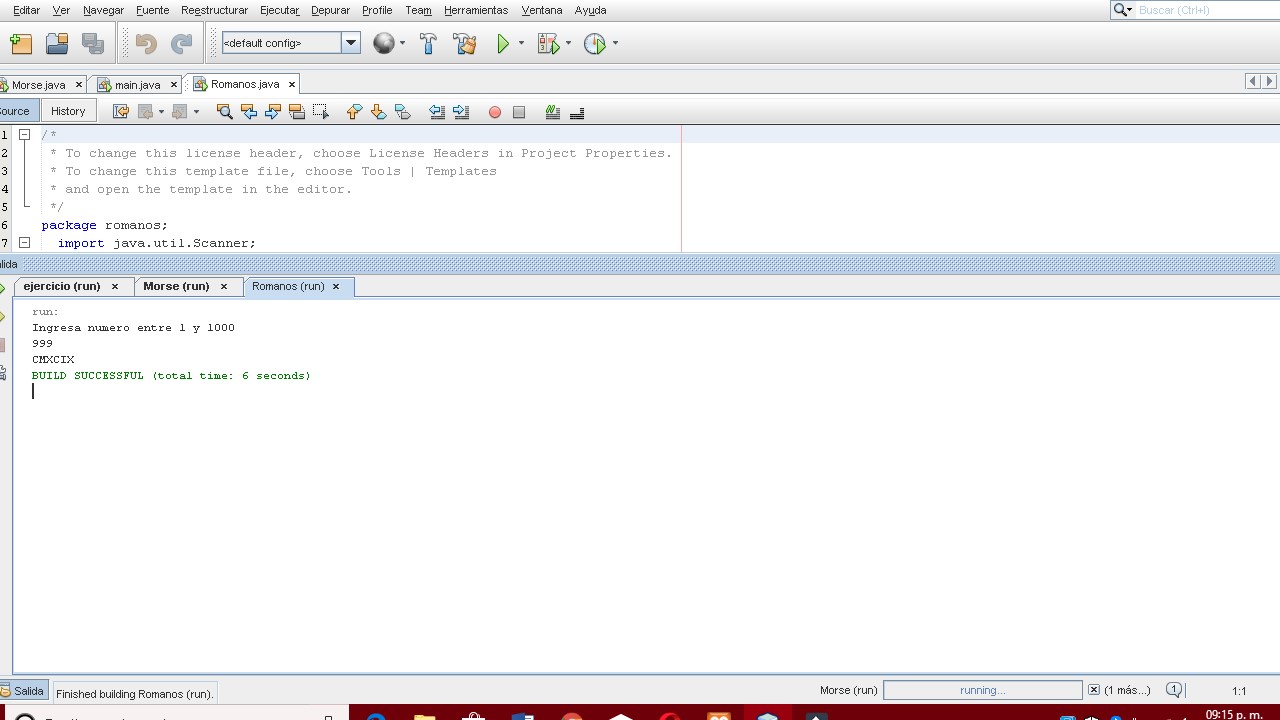 Editar Ver Navegar Fuente Reestructurar Ejecutar Depurar Profile Team Herramientas Ventana Ayuda
Buscar (Ctrl+I)
<default config>
Morse.java main.java Romanos.java
Source History
1 /*
2 * To change this license header, choose License Headers in Project Properties.
3 * To change this template file, choose Tools | Templates
4 * and open the template in the editor.
5 */
6 package romanos;
7 import java.util.Scanner;
lida
ejercicio (run) Morse (run) Romanos (run)
run:
Ingresa numero entre 1 y 1000
999
CMXCIX
BUILD SUCCESSFUL (total time: 6 seconds)
Salida Finished building Romanos (run). Morse (run) running... (1 más...) 1 1:1
09:15 p. m.